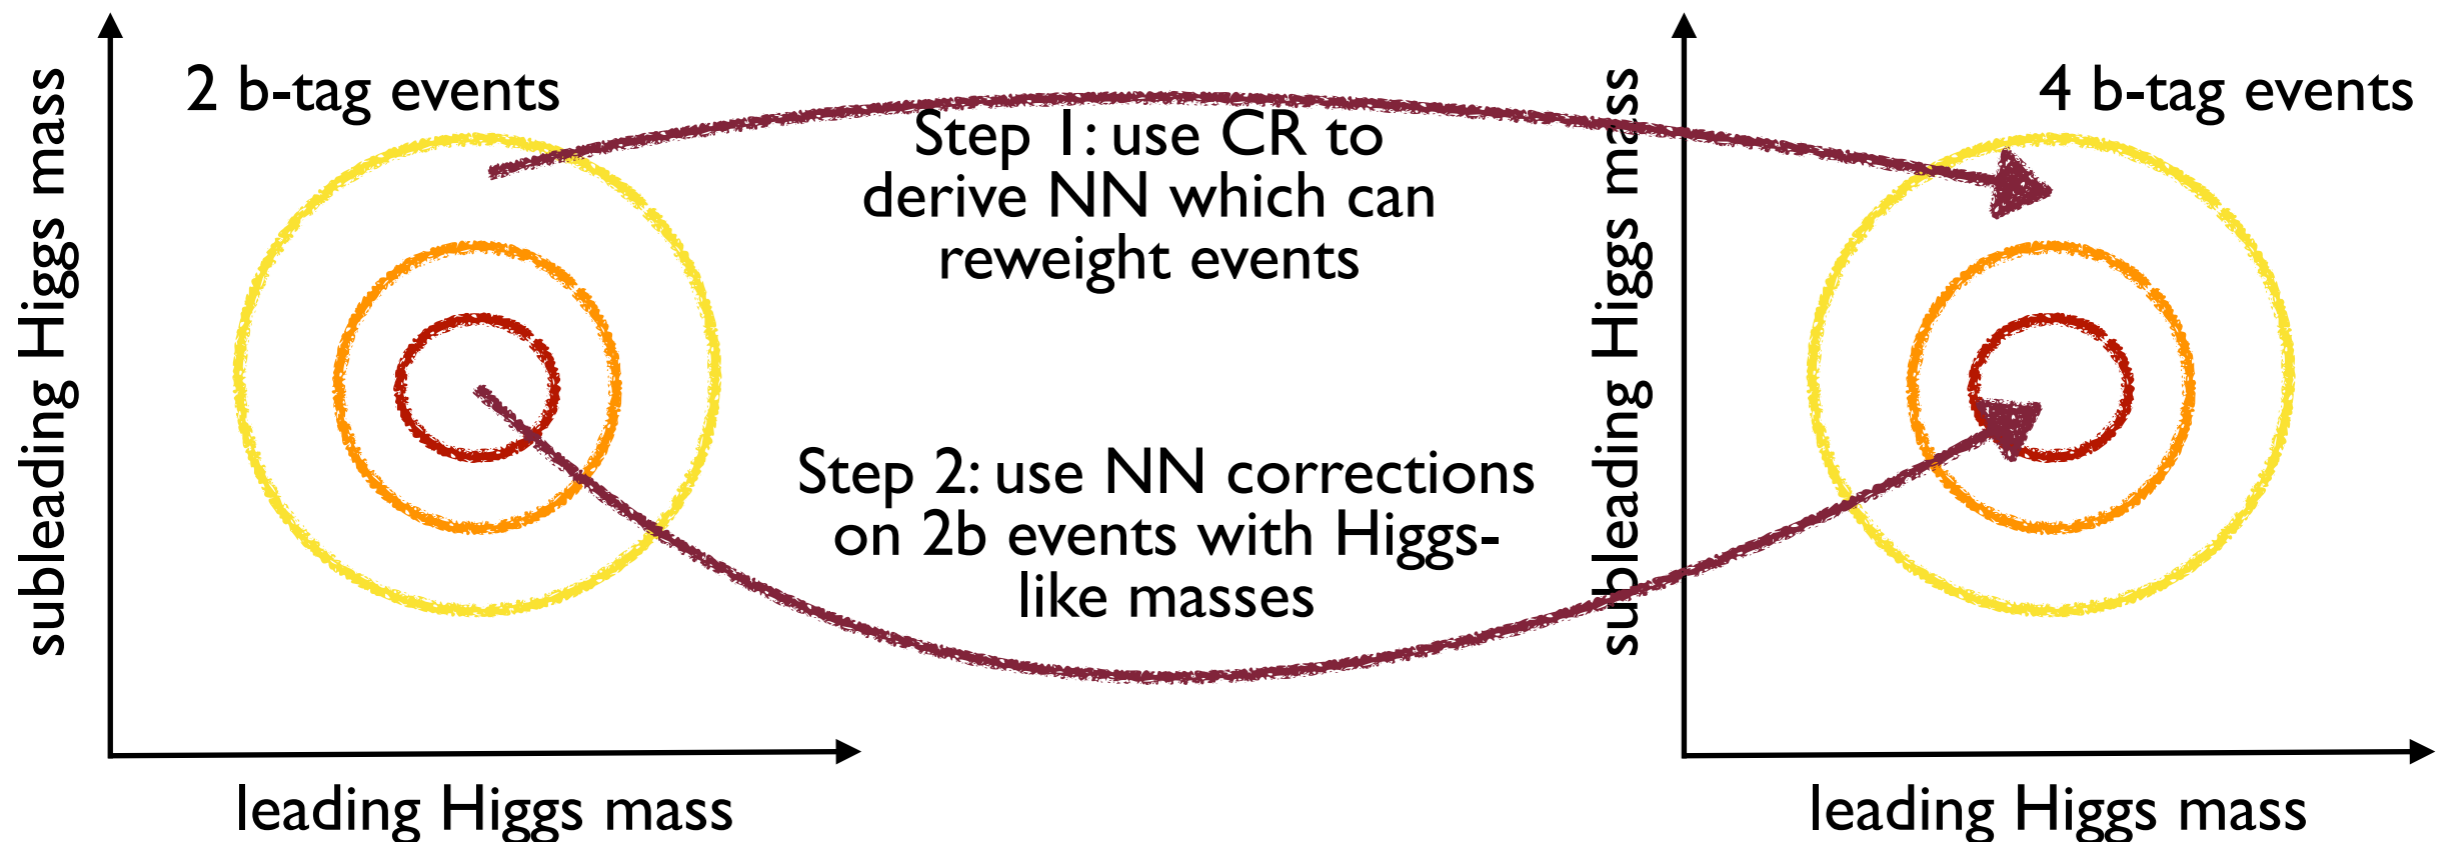 subleading Higgs mass
2 b-tag events
leading Higgs mass
Step 1: use CR to
derive NN which can
reweight events
Step 2: use NN corrections
on 2b events with Higgs-
like masses
subleading Higgs mass
4 b-tag events
leading Higgs mass